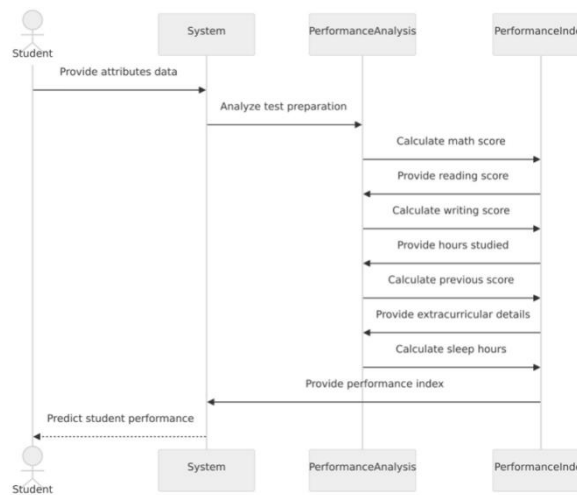 System PerformanceAnalysis PerformanceInde
Student
Provide attributes data
Analyze test preparation
Calculate math score
Provide reading score
Calculate writing score
Provide hours studied
Calculate previous score
Provide extracurricular details
Calculate sleep hours
Provide performance index
Predict student performance
System PerformanceAnalysis PerformanceInde
Student